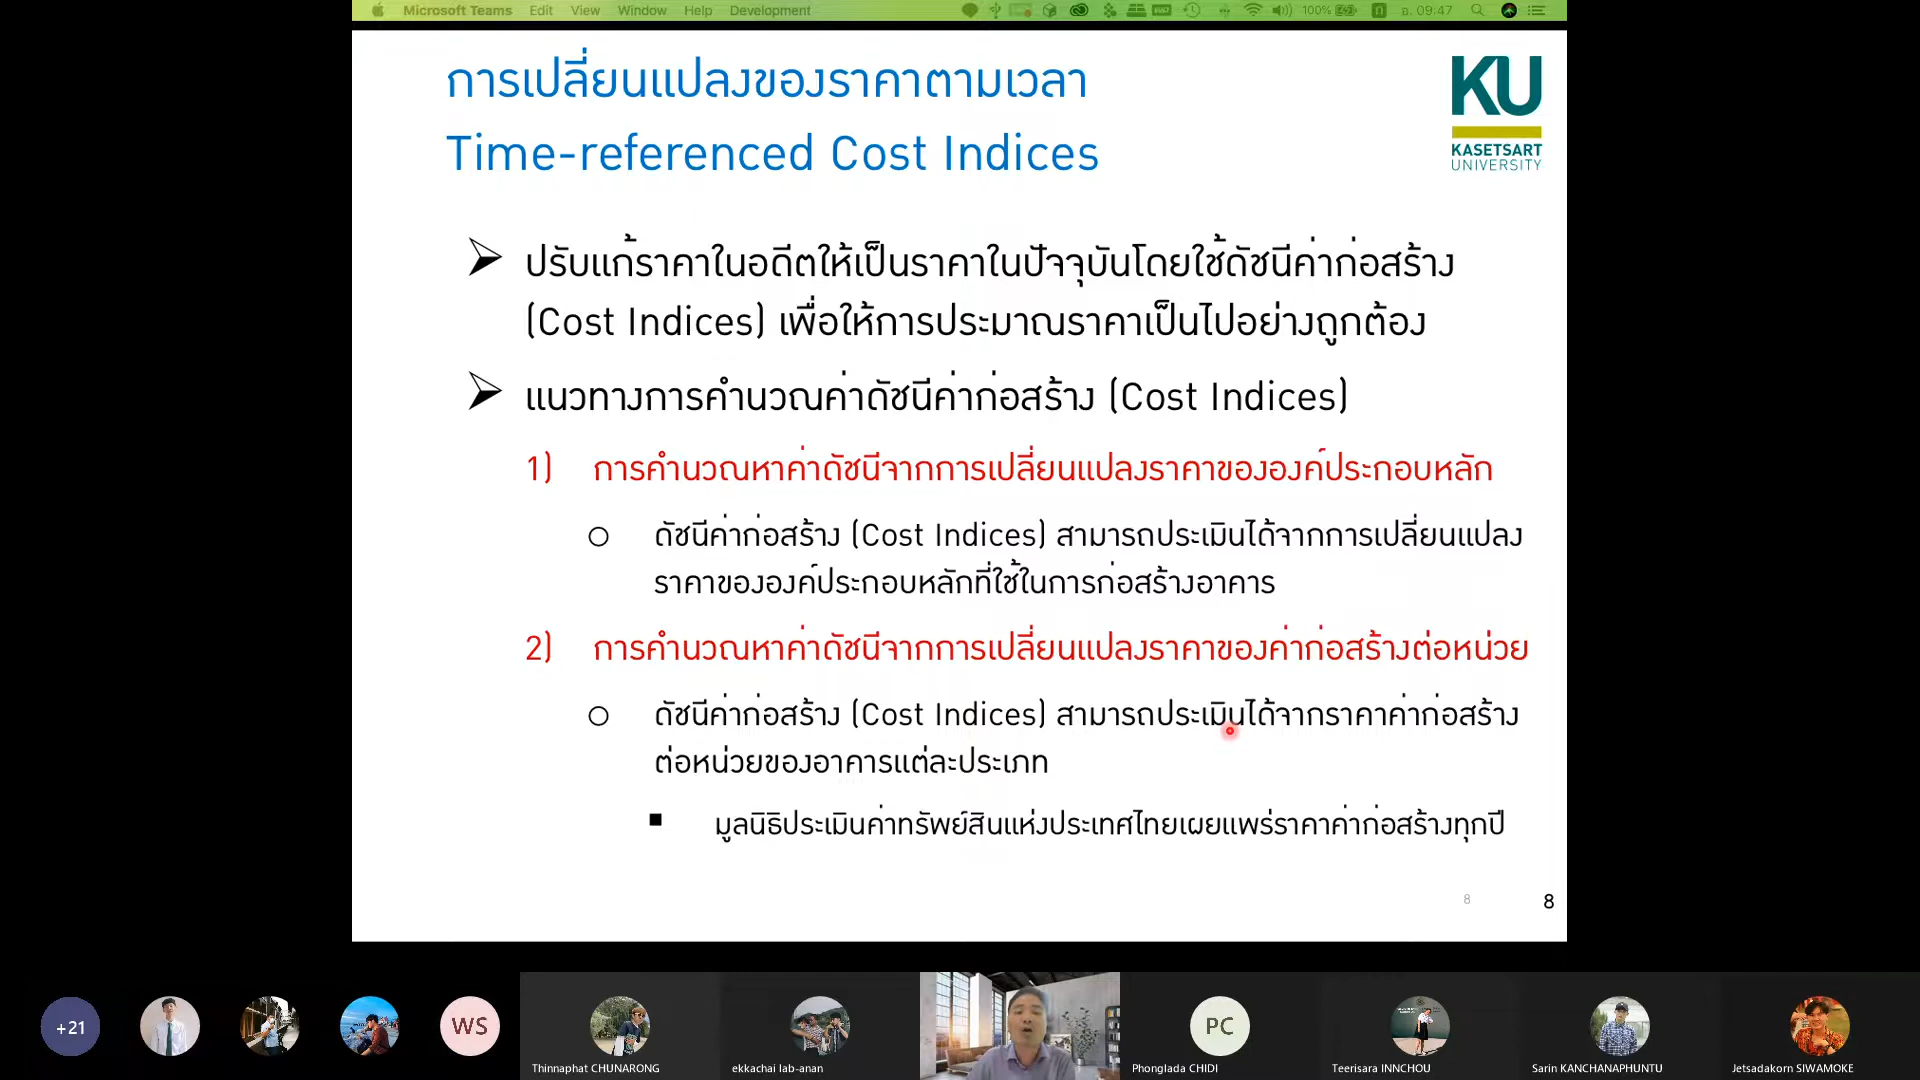 Microsoft Teams Edit View Window Help Development 100% อ. 09:47
การเปลี่ยนแปลงของราคาตามเวลา
Time-referenced Cost Indices
KU
KASETSART
UNIVERSITY
ปรับแก้ราคาในอดีตให้เป็นราคาในปัจจุบันโดยใช้ดัชนีค่าก่อสร้าง
(Cost Indices) เพื่อให้การประมาณราคาเป็นไปอย่างถูกต้อง
แนวทางการคำนวณค่าดัชนีค่าก่อสร้าง (Cost Indices)
1) การคำนวณหาค่าดัชนีจากการเปลี่ยนแปลงราคาขององค์ประกอบหลัก
ดัชนีค่าก่อสร้าง (Cost Indices) สามารถประเมินได้จากการเปลี่ยนแปลง
ราคาขององค์ประกอบหลักที่ใช้ในการก่อสร้างอาคาร
2) การคำนวณหาค่าดัชนีจากการเปลี่ยนแปลงราคาของค่าก่อสร้างต่อหน่วย
ดัชนีค่าก่อสร้าง (Cost Indices) สามารถประเมินได้จากราคาค่าก่อสร้าง
ต่อหน่วยของอาคารแต่ละประเภท
มูลนิธิประเมินค่าทรัพย์สินแห่งประเทศไทยเผยแพร่ราคาค่าก่อสร้างทุกปี
8 8
+21 WS PC
Thinnaphat CHUNARONG ekkachai lab-anan Phonglada CHIDI Teerisara INNCHOU Sarin KANCHANAPHUNTU Jetsadakorn SIWAMOKE